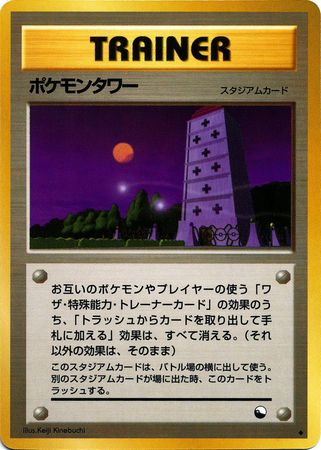 TRAINER
ポケモンタワー
スタジアムカード
お互いのポケモンやプレイヤーの使う「ワ
ザ・特殊能力・トレーナーカード」の効果のう
ち、「トラッシュからカードを取り出して手
札に加える」効果は、すべて消える。（そ
れ以外の効果は、そのまま）
このスタジアムカードは、バトル場の横に出して使う。
別のスタジアムカードが場に出た時、このカードをト
ラッシュする。
Illus.Keiji Kinebuchi